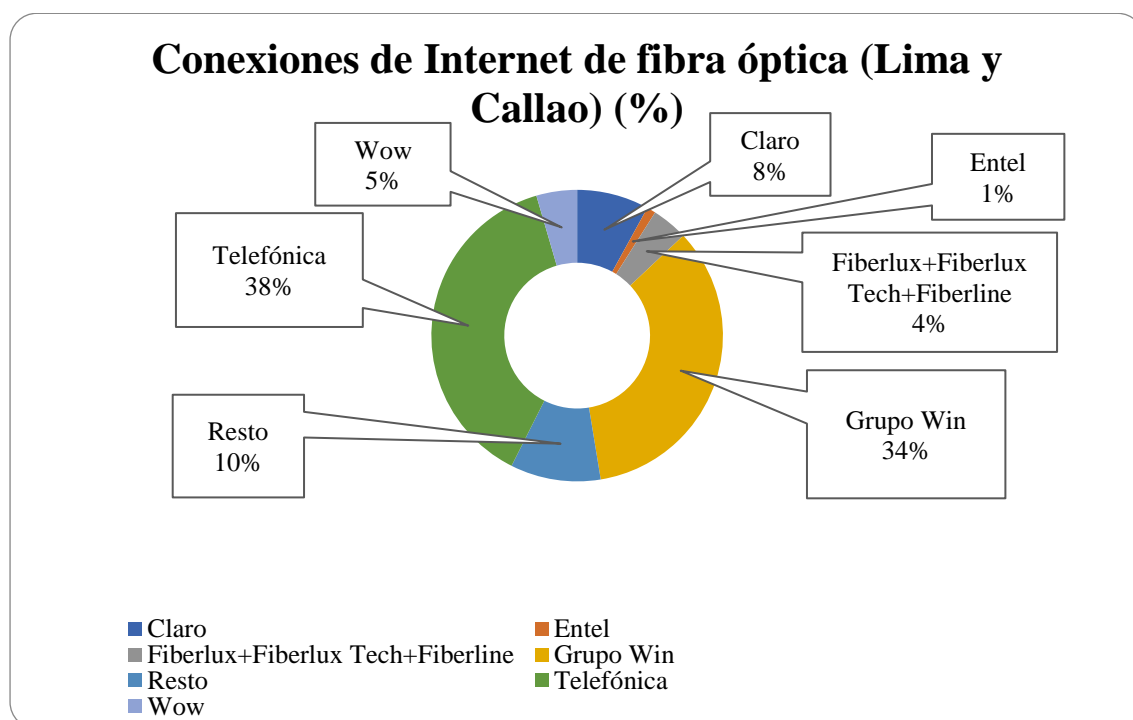 Conexiones de Internet de fibra óptica (Lima y
Callao) (%)
Wow
5%
Claro
8%
Entel
1%
Telefónica
38%
Fiberlux+Fiberlux
Tech+Fiberline
4%
Resto
10%
Grupo Win
34%
Claro
Entel
Fiberlux+Fiberlux Tech+Fiberline
Grupo Win
Resto
Telefónica
Wow